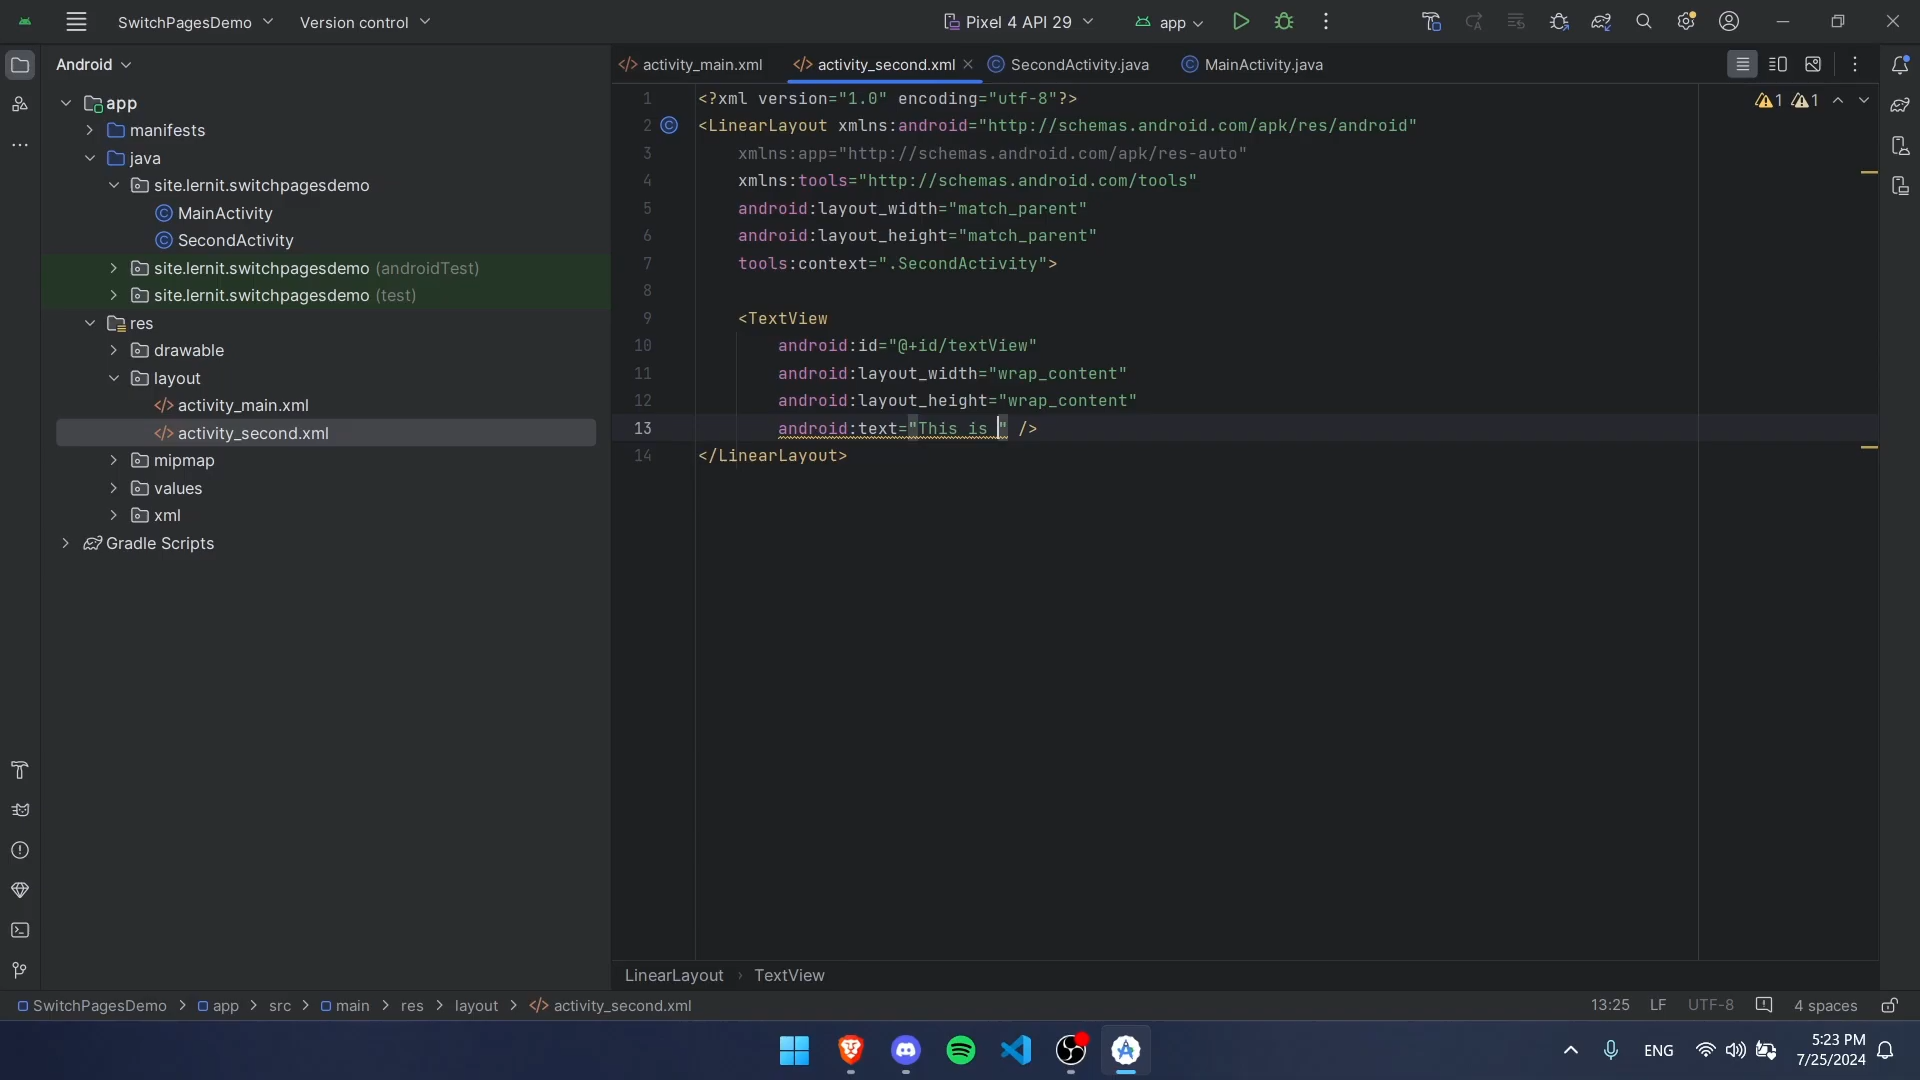 SwitchPagesDemo Version control Pixel 4 API 29 app
Android activity_main.xml activity_second.xml SecondActivity.java MainActivity.java
app
manifests
java
site.lernit.switchpagesdemo
MainActivity
SecondActivity
site.lernit.switchpagesdemo (androidTest)
site.lernit.switchpagesdemo (test)
res
drawable
layout
activity_main.xml
activity_second.xml
mipmap
values
xml
Gradle Scripts
1 <?xml version="1.0" encoding="utf-8"?>
2 <LinearLayout xmlns:android="http://schemas.android.com/apk/res/android"
3 xmlns:app="http://schemas.android.com/apk/res-auto"
4 xmlns:tools="http://schemas.android.com/tools"
5 android:layout_width="match_parent"
6 android:layout_height="match_parent"
7 tools:context=".SecondActivity">
8
9 <TextView
10 android:id="@+id/textView"
11 android:layout_width="wrap_content"
12 android:layout_height="wrap_content"
13 android:text="This is " />
14 </LinearLayout>
1 1
LinearLayout TextView
SwitchPagesDemo app src main res layout activity_second.xml 13:25 LF UTF-8 4 spaces
ENG 5:23 PM
7/25/2024